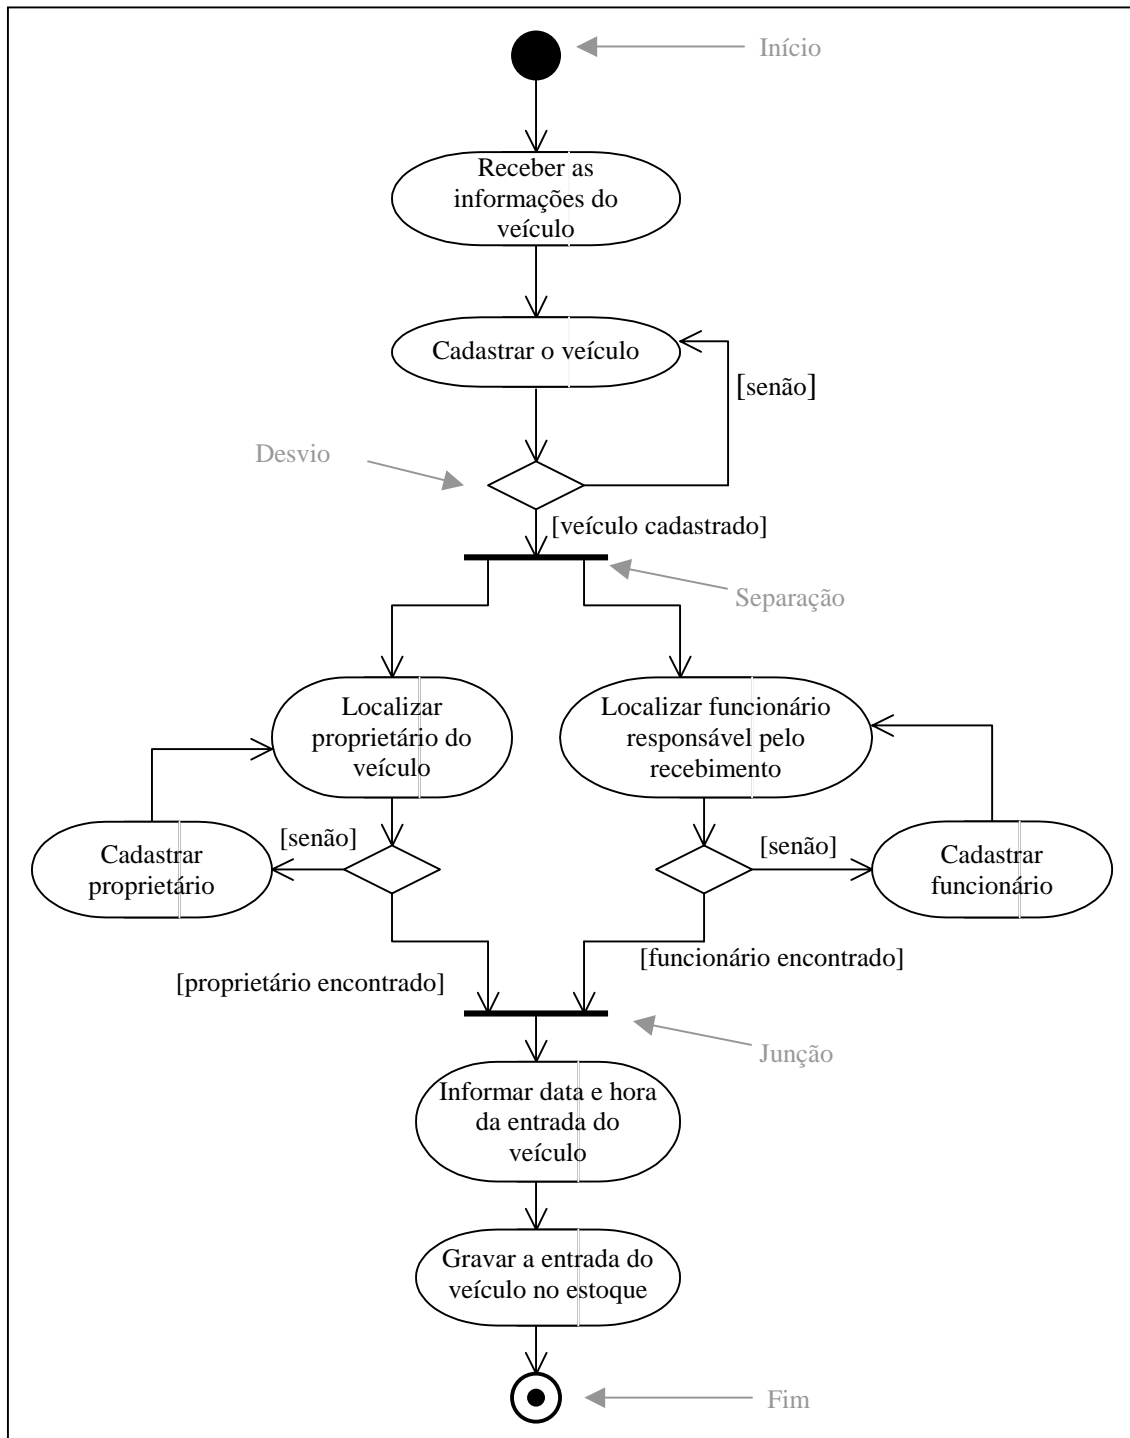 Início
Receber as
informações do
veículo
Cadastrar o veículo
[senão]
Desvio
[veículo cadastrado]
Separação
Localizar
proprietário do
veículo
Localizar funcionário
responsável pelo
recebimento
[senão]
Cadastrar
proprietário
[senão]
Cadastrar
funcionário
[proprietário encontrado]
[funcionário encontrado]
Junção
Informar data e hora
da entrada do
veículo
Gravar a entrada do
veículo no estoque
Fim